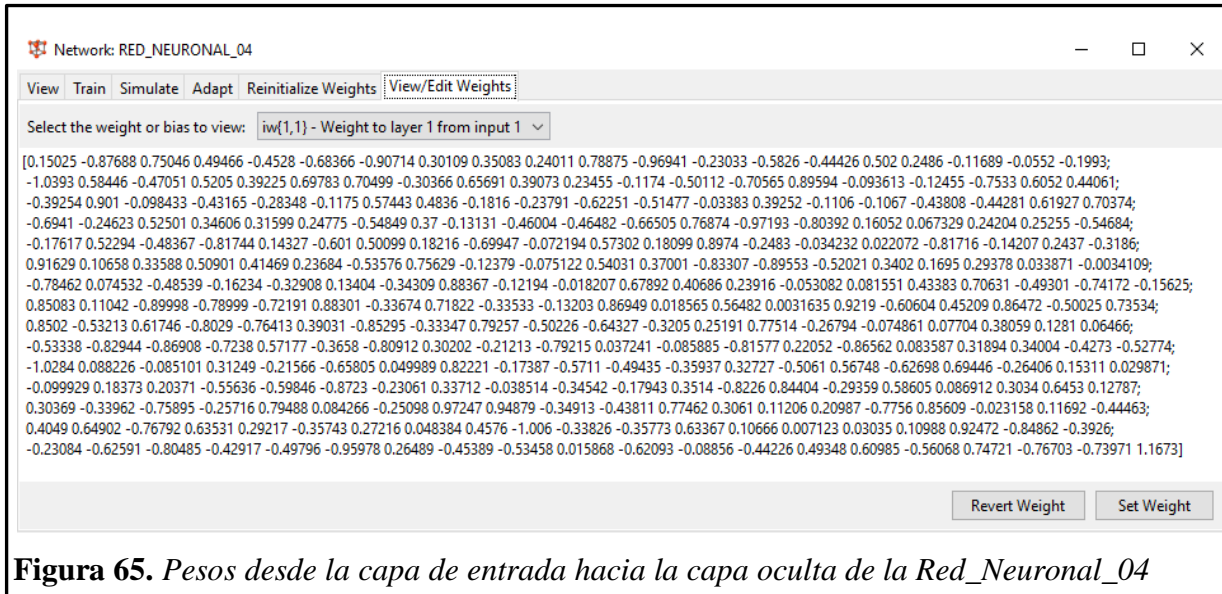 Network: RED_NEURONAL_04
View Train Simulate Adapt Reinitialize Weights View/Edit Weights
Select the weight or bias to view: iw{1,1} - Weight to layer 1 from input 1
[0.15025 -0.87688 0.75046 0.49466 -0.4528 -0.68366 -0.90714 0.30109 0.35083 0.24011 0.78875 -0.96941 -0.23033 -0.5826 -0.44426 0.502 0.2486 -0.11689 -0.0552 -0.1993;
-1.0393 0.58446 -0.47051 0.5205 0.39225 0.69783 0.70499 -0.30366 0.65691 0.39073 0.23455 -0.1174 -0.50112 -0.70565 0.89594 -0.093613 -0.12455 -0.7533 0.6052 0.44061;
-0.39254 0.901 -0.098433 -0.43165 -0.28348 -0.1175 0.57443 0.4836 -0.1816 -0.23791 -0.62251 -0.51477 -0.03383 0.39252 -0.1106 -0.1067 -0.43808 -0.44281 0.61927 0.70374;
-0.6941 -0.24623 0.52501 0.34606 0.31599 0.24775 -0.54849 0.37 -0.13131 -0.46004 -0.46482 -0.66505 0.76874 -0.97193 -0.80392 0.16052 0.067329 0.24204 0.25255 -0.54684;
-0.17617 0.52294 -0.48367 -0.81744 0.14327 -0.601 0.50099 0.18216 -0.69947 -0.072194 0.57302 0.18099 0.8974 -0.2483 -0.034232 0.022072 -0.81716 -0.14207 0.2437 -0.3186;
0.91629 0.10658 0.33588 0.50901 0.41469 0.23684 -0.53576 0.75629 -0.12379 -0.075122 0.54031 0.37001 -0.83307 -0.89553 -0.52021 0.3402 0.1695 0.29378 0.033871 -0.0034109;
-0.78462 0.074532 -0.48539 -0.16234 -0.32908 0.13404 -0.34309 0.88367 -0.12194 -0.018207 0.67892 0.40686 0.23916 -0.053082 0.081551 0.43383 0.70631 -0.49301 -0.74172 -0.15625;
0.85083 0.11042 -0.89998 -0.78999 -0.72191 0.88301 -0.33674 0.71822 -0.33533 -0.13203 0.86949 0.018565 0.56482 0.0031635 0.9219 -0.60604 0.45209 0.86472 -0.50025 0.73534;
0.8502 -0.53213 0.61746 -0.8029 -0.76413 0.39031 -0.85295 -0.33347 0.79257 -0.50226 -0.64327 -0.3205 0.25191 0.77514 -0.26794 -0.074861 0.07704 0.38059 0.1281 0.06466;
-0.53338 -0.82944 -0.86908 -0.7238 0.57177 -0.3658 -0.80912 0.30202 -0.21213 -0.79215 0.037241 -0.085885 -0.81577 0.22052 -0.86562 0.083587 0.31894 0.34004 -0.4273 -0.52774;
-1.0284 0.088226 -0.085101 0.31249 -0.21566 -0.65805 0.049989 0.82221 -0.17387 -0.5711 -0.49435 -0.35937 0.32727 -0.5061 0.56748 -0.62698 0.69446 -0.26406 0.15311 0.029871;
-0.099929 0.18373 0.20371 -0.55636 -0.59846 -0.8723 -0.23061 0.33712 -0.038514 -0.34542 -0.17943 0.3514 -0.8226 0.84404 -0.29359 0.58605 0.086912 0.3034 0.6453 0.12787;
0.30369 -0.33962 -0.75895 -0.25716 0.79488 0.084266 -0.25098 0.97247 0.94879 -0.34913 -0.43811 0.77462 0.3061 0.11206 0.20987 -0.7756 0.85609 -0.023158 0.11692 -0.44463;
0.4049 0.64902 -0.76792 0.63531 0.29217 -0.35743 0.27216 0.048384 0.4576 -1.006 -0.33826 -0.35773 0.63367 0.10666 0.007123 0.03035 0.10988 0.92472 -0.84862 -0.3926;
-0.23084 -0.62591 -0.80485 -0.42917 -0.49796 -0.95978 0.26489 -0.45389 -0.53458 0.015868 -0.62093 -0.08856 -0.44226 0.49348 0.60985 -0.56068 0.74721 -0.76703 -0.73971 1.1673]
Revert Weight Set Weight
Figura 65. Pesos desde la capa de entrada hacia la capa oculta de la Red_Neuronal_04